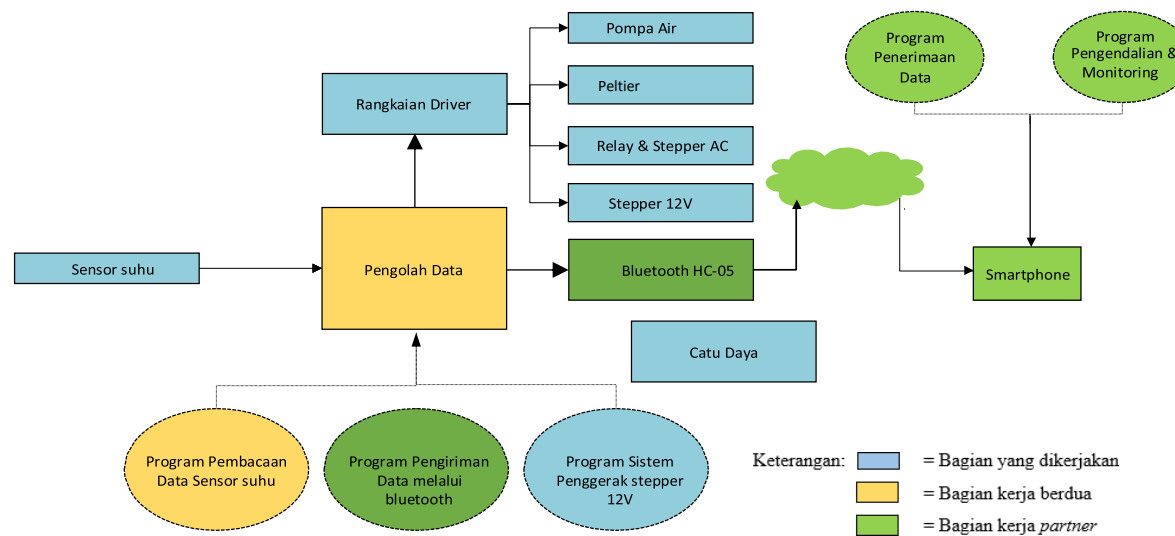 Pompa Air
Peltier
Relay & Stepper AC
Stepper 12V
Rangkaian Driver
Program
Penerimaan
Data
Program
Pengendalian &
Monitoring
Sensor suhu
Pengolah Data
Bluetooth HC-05
Smartphone
Catu Daya
Program Pembacaan
Data Sensor suhu
Program Pengiriman
Data melalui
bluetooth
Program Sistem
Penggerak stepper
12V
Keterangan:
= Bagian yang dikerjakan
= Bagian kerja berdua
= Bagian kerja partner